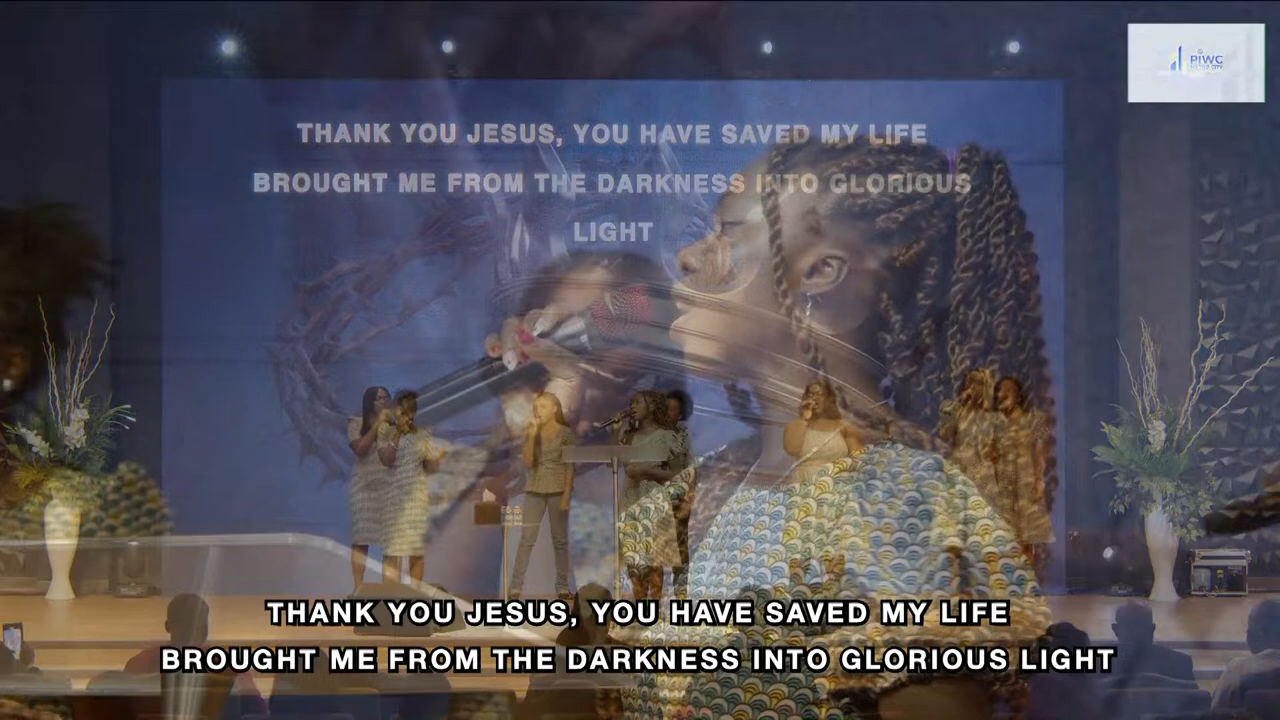 PIWC
THANK YOU JESUS, YOU HAVE SAVED MY LIFE
BROUGHT ME FROM THE DARKNESS INTO GLORIOUS
LIGHT
THANK YOU JESUS, YOU HAVE SAVED MY LIFE
BROUGHT ME FROM THE DARKNESS INTO GLORIOUS LIGHT